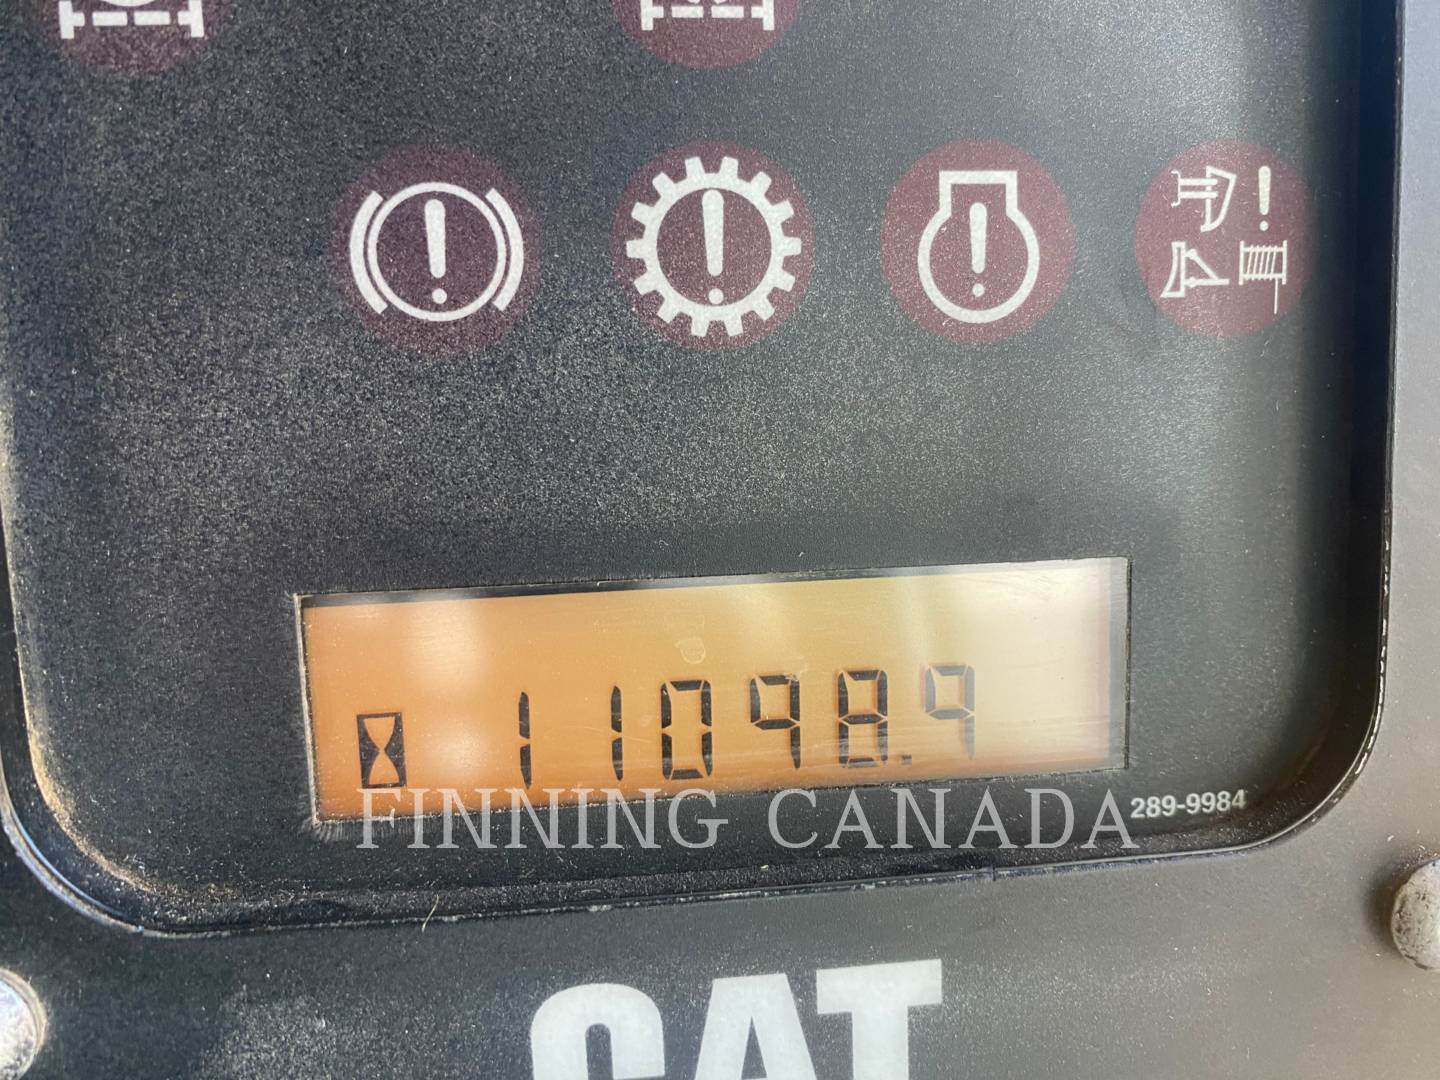 11098.9
289-9984
FINNING CANADA
CAT